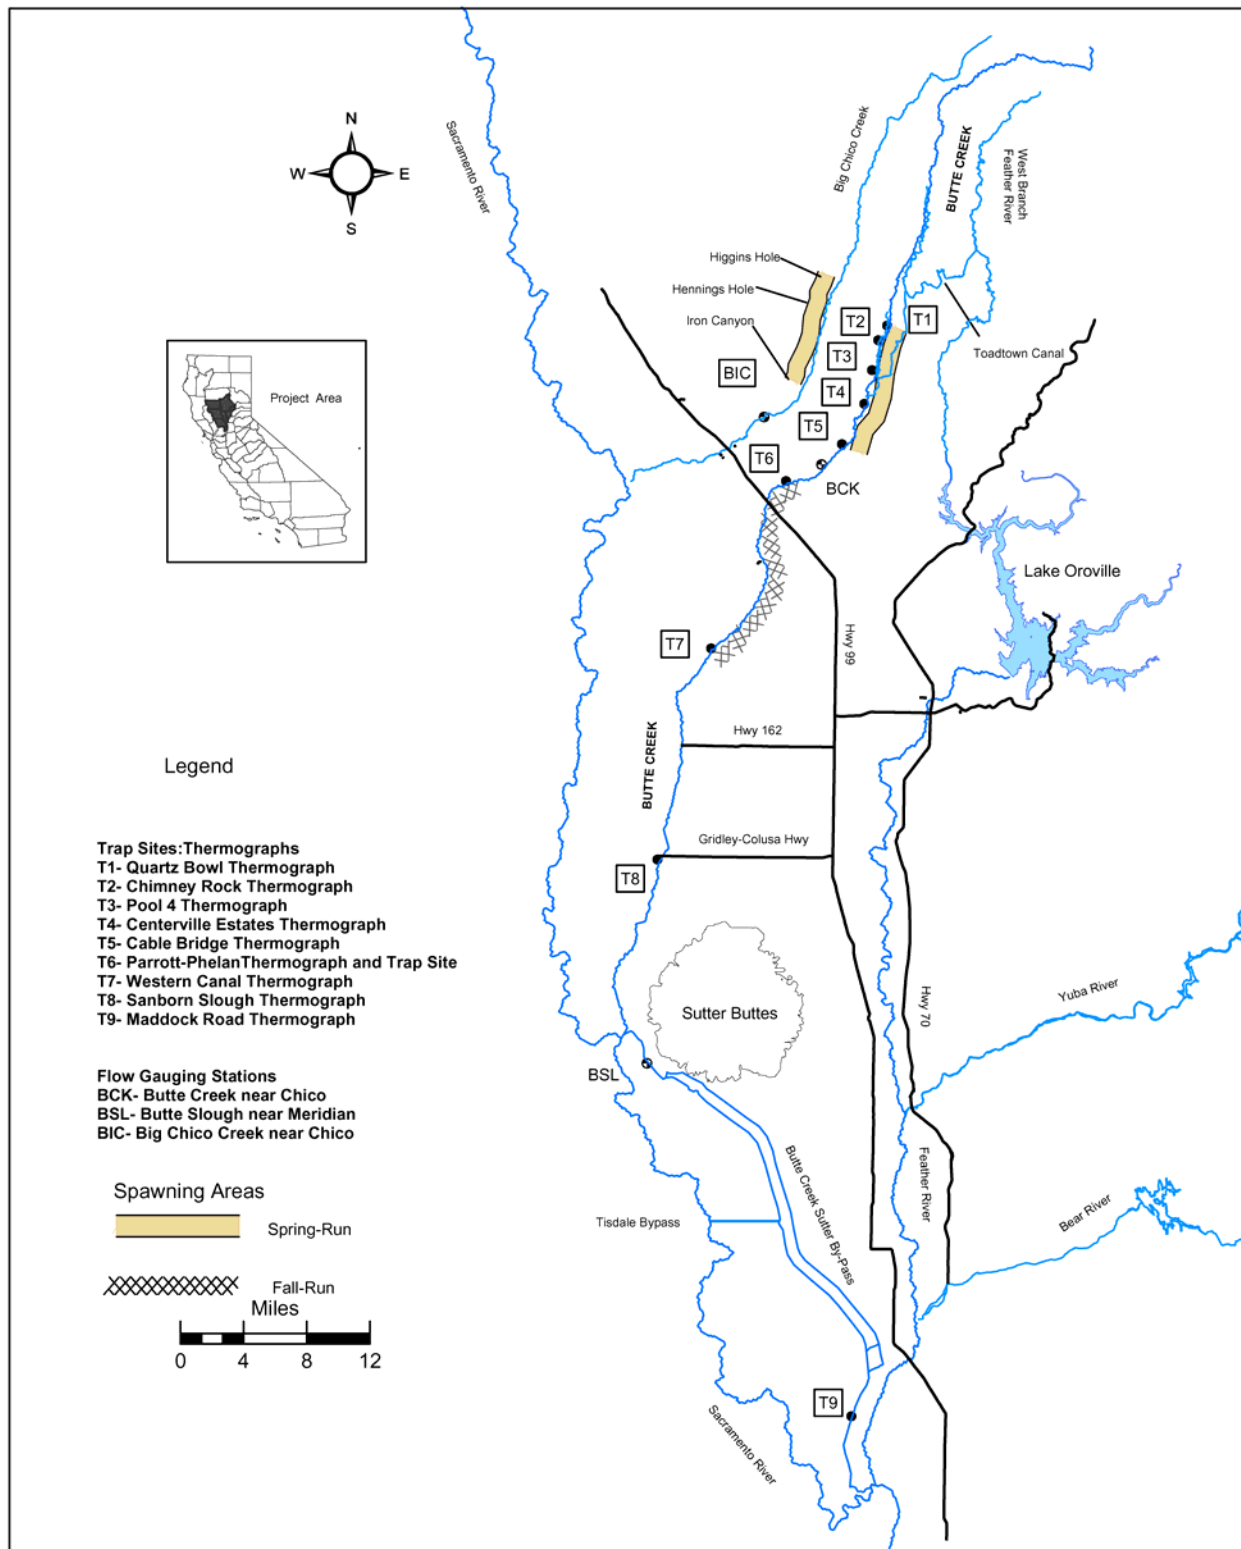 N
W
E
S
Sacramento River
Big Chico Creek
BUTTE CREEK
West Branch
Feather River
Higgins Hole
Hennings Hole
Iron Canyon
T2
T1
T3
BIC
T4
Toadtown Canal
T5
T6
BCK
Project Area
Lake Oroville
T7
Hwy 99
Hwy 162
BUTTE CREEK
Gridley-Colusa Hwy
T8
Legend
Trap Sites:Thermographs
T1- Quartz Bowl Thermograph
T2- Chimney Rock Thermograph
T3- Pool 4 Thermograph
T4- Centerville Estates Thermograph
T5- Cable Bridge Thermograph
T6- Parrott-PhelanThermograph and Trap Site
T7- Western Canal Thermograph
T8- Sanborn Slough Thermograph
T9- Maddock Road Thermograph
Flow Gauging Stations
BCK- Butte Creek near Chico
BSL- Butte Slough near Meridian
BIC- Big Chico Creek near Chico
Spawning Areas
Spring-Run
Fall-Run
Miles
0 4 8 12
Sutter Buttes
Hwy 70
Yuba River
BSL
Butte Creek Sutter By-Pass
Feather River
Tisdale Bypass
Bear River
T9
Sacramento River